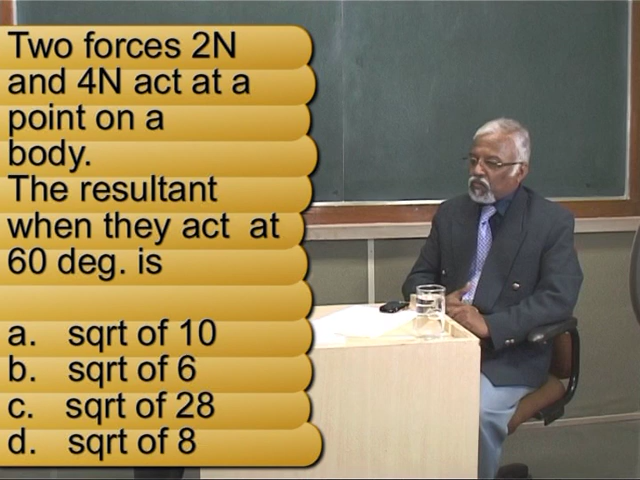 Two forces 2N
and 4N act at a
point on a
body.
The resultant
when they act at
60 deg. is
a. sqrt of 10
b. sqrt of 6
c. sqrt of 28
d. sqrt of 8